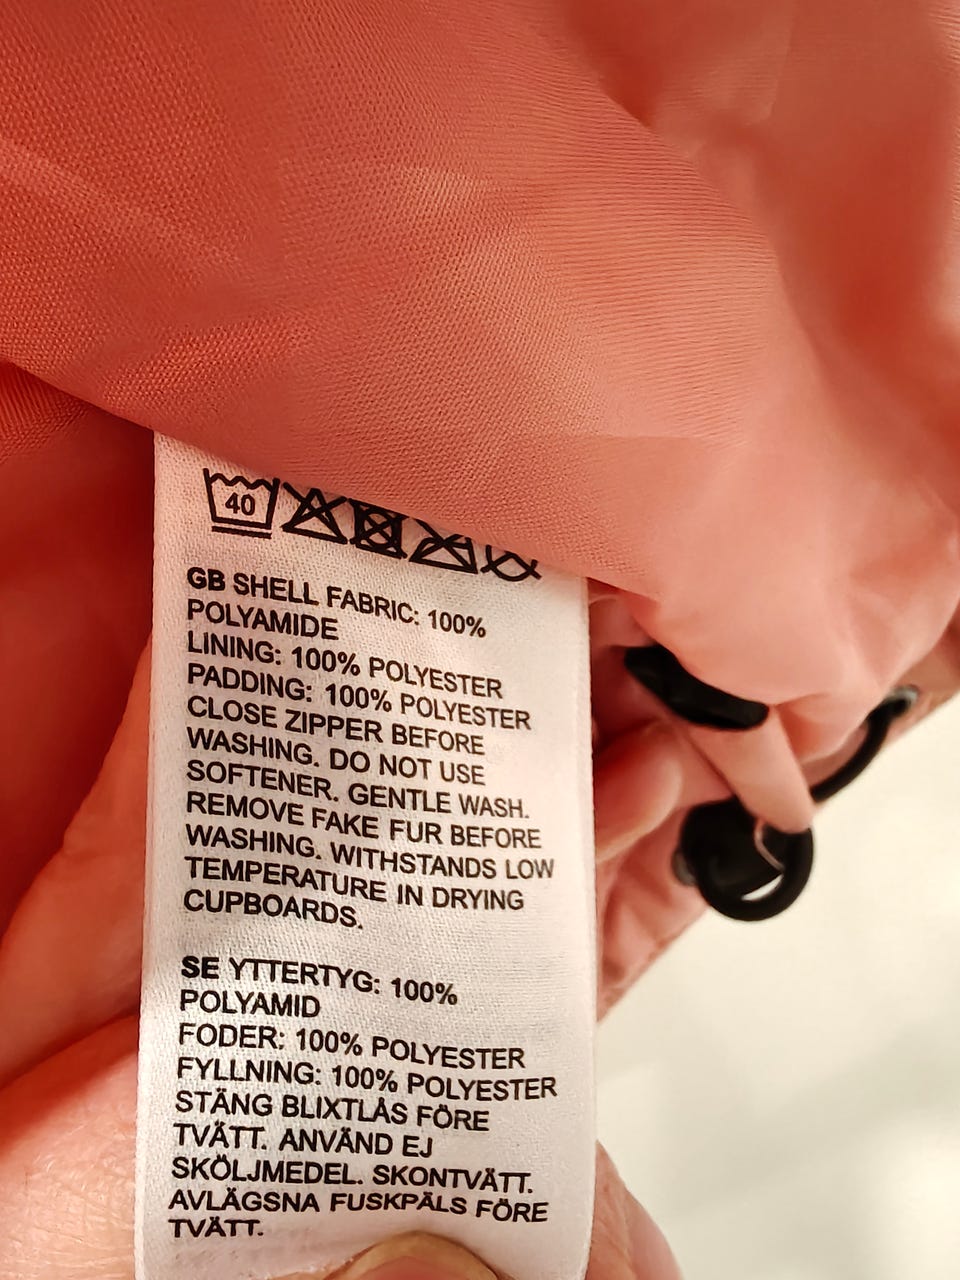 40
GB SHELL FABRIC: 100%
POLYAMIDE
LINING: 100% POLYESTER
PADDING: 100% POLYESTER
CLOSE ZIPPER BEFORE
WASHING. DO NOT USE
SOFTENER. GENTLE WASH.
REMOVE FAKE FUR BEFORE
WASHING. WITHSTANDS LOW
TEMPERATURE IN DRYING
CUPBOARDS.
SE YTTERTYG: 100%
POLYAMID
FODER: 100% POLYESTER
FYLLNING: 100% POLYESTER
STÄNG BLIXTLÅS FÖRE
TVÄTT. ANVÄND EJ
SKÖLJMEDEL. SKONTVÄTT.
AVLÄGSNA FUSKPÄLS FÖRE
TVÄTT.